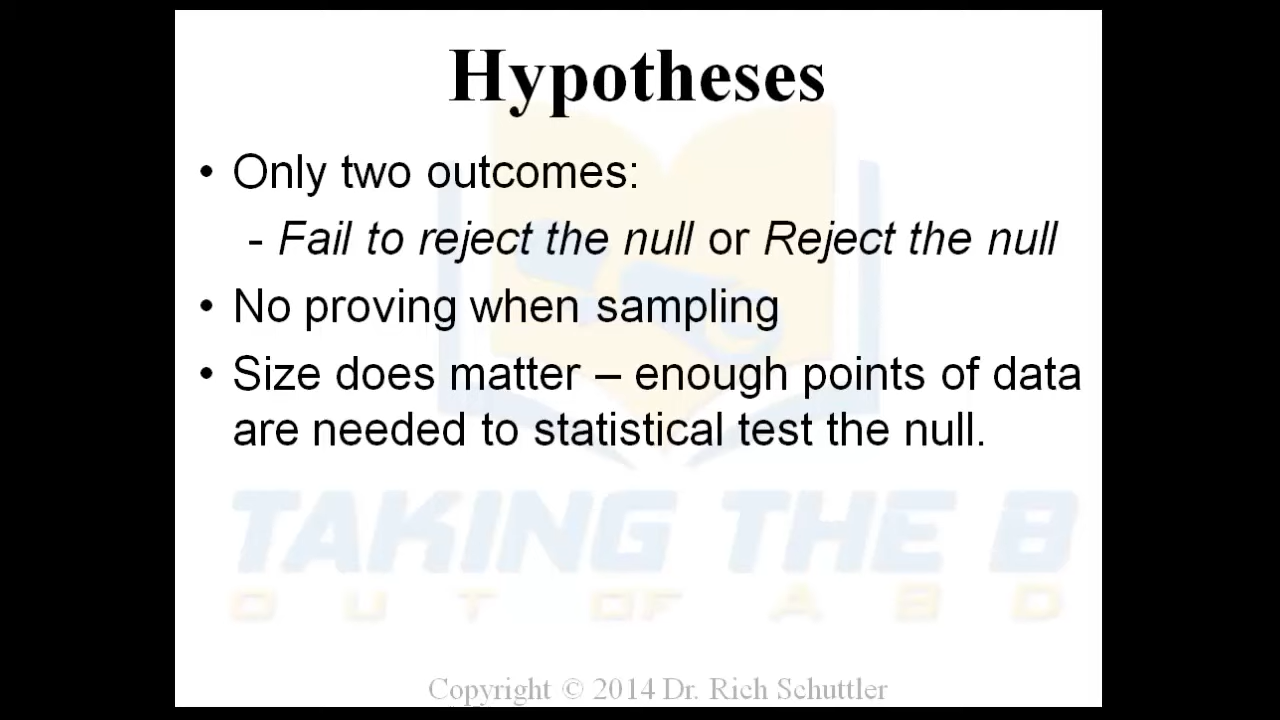 Hypotheses
• Only two outcomes:
- Fail to reject the null or Reject the null
• No proving when sampling
• Size does matter – enough points of data
are needed to statistical test the null.
TAKING THE B
OUT OF ABD
Copyright © 2014 Dr. Rich Schuttler